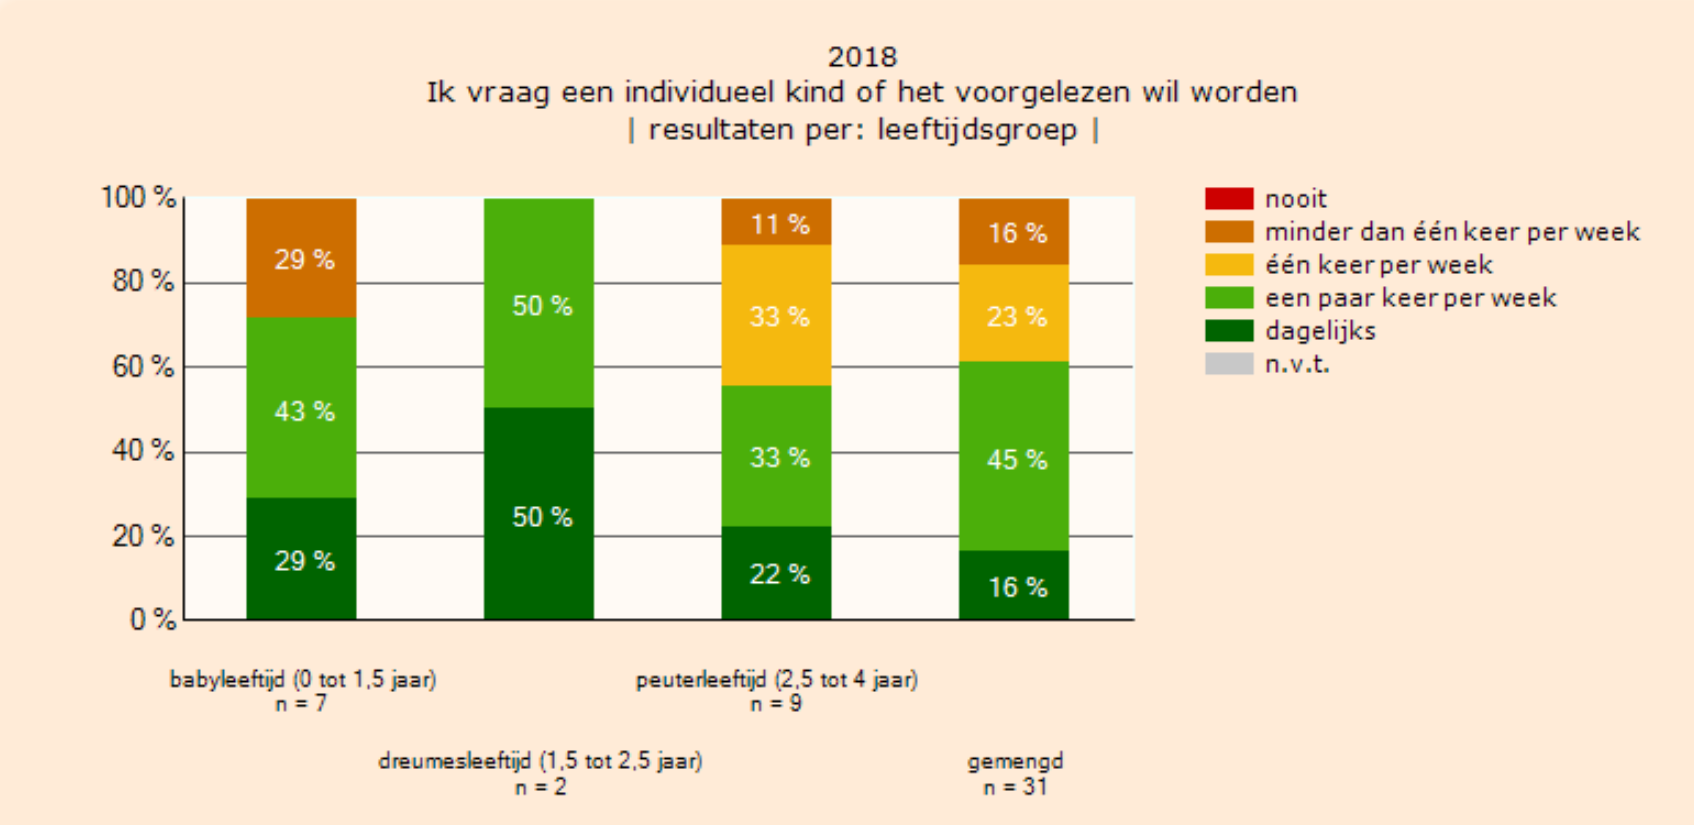 2018
Ik vraag een individueel kind of het voorgelezen wil worden
| resultaten per: leeftijdsgroep |
100 %
80 %
60 %
40 %
20 %
0 %
29 %
43 %
29 %
50 %
50 %
11 %
33 %
33 %
22 %
16 %
23 %
45 %
16 %
nooit
minder dan één keer per week
één keer per week
een paar keer per week
dagelijks
n.v.t.
babyleeftijd (0 tot 1,5 jaar)
n = 7
dreumesleeftijd (1,5 tot 2,5 jaar)
n = 2
peuterleeftijd (2,5 tot 4 jaar)
n = 9
gemengd
n = 31